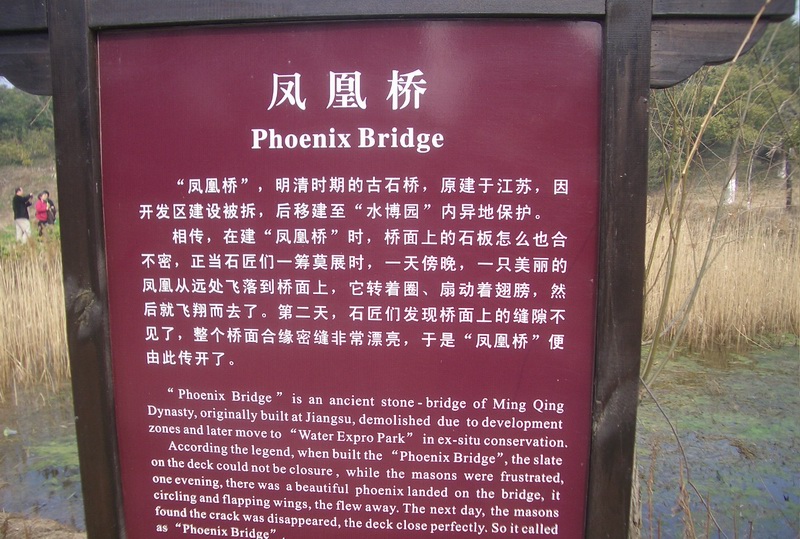 凤凰桥
Phoenix Bridge
“凤凰桥”，明清时期的古石桥，原建于江苏，因
开发区建设被拆，后移建至“水博园”内异地保护。
相传，在建“凤凰桥”时，桥面上的石板怎么也合
不密，正当石匠们一筹莫展时，一天傍晚，一只美丽的
凤凰从远处飞落到桥面上，它转着圈、扇动着翅膀，然
后就飞翔而去了。第二天，石匠们发现桥面上的缝隙不
见了，整个桥面合缘密缝非常漂亮，于是“凤凰桥”便
由此传开了。
“Phoenix Bridge” is an ancient stone-bridge of Ming Qing
Dynasty, originally built at Jiangsu, demolished due to development
zones and later move to “Water Expro Park” in ex-situ conservation.
According the legend, when built the “Phoenix Bridge”, the slate
on the deck could not be closure, while the masons were frustrated,
one evening, there was a beautiful phoenix landed on the bridge, it
circling and flapping wings, the flew away. The next day, the masons
found the crack was disappeared, the deck close perfectly. So it called
as “Phoenix Bridge”.